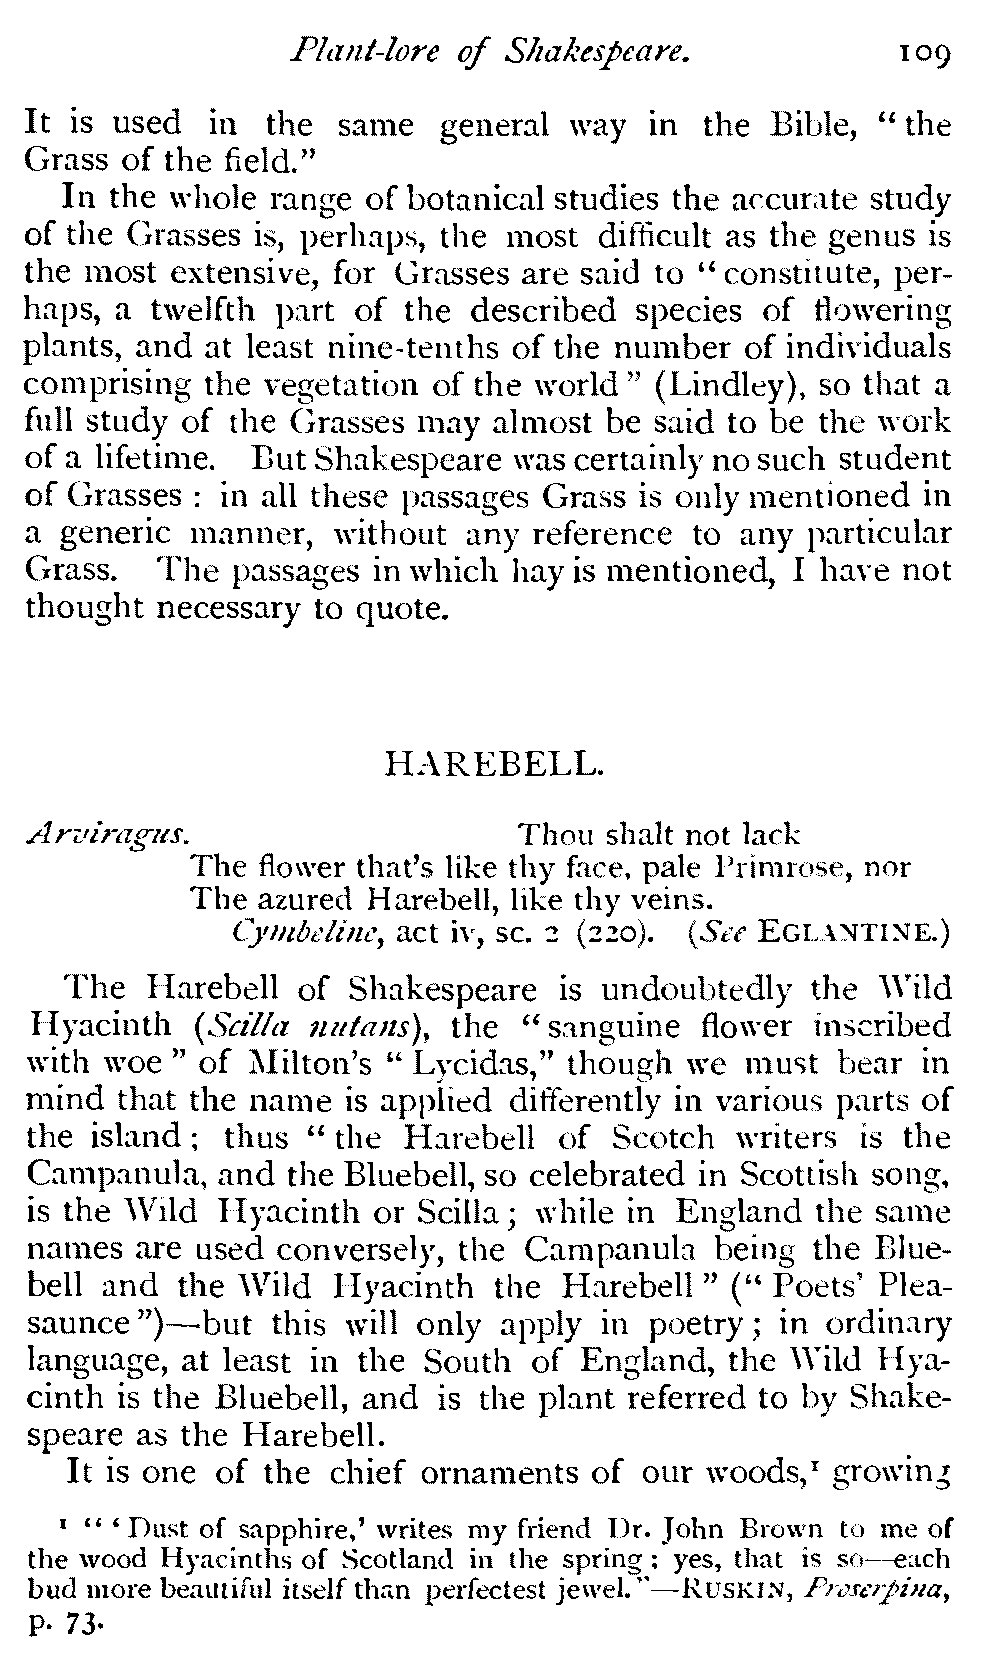 Plant-lore of Shakespeare. 109
It is used in the same general way in the Bible, “the
Grass of the field.”
In the whole range of botanical studies the accurate study
of the Grasses is, perhaps, the most difficult as the genus is
the most extensive, for Grasses are said to “constitute, per-
haps, a twelfth part of the described species of flowering
plants, and at least nine-tenths of the number of individuals
comprising the vegetation of the world” (Lindley), so that a
full study of the Grasses may almost be said to be the work
of a lifetime. But Shakespeare was certainly no such student
of Grasses : in all these passages Grass is only mentioned in
a generic manner, without any reference to any particular
Grass. The passages in which hay is mentioned, I have not
thought necessary to quote.
HAREBELL.
Arviragus. Thou shalt not lack
The flower that's like thy face, pale Primrose, nor
The azured Harebell, like thy veins.
Cymbeline, act iv, sc. 2 (220). (See EGLANTINE.)
The Harebell of Shakespeare is undoubtedly the Wild
Hyacinth (Scilla nutans), the “sanguine flower inscribed
with woe” of Milton's “Lycidas,” though we must bear in
mind that the name is applied differently in various parts of
the island ; thus “the Harebell of Scotch writers is the
Campanula, and the Bluebell, so celebrated in Scottish song,
is the Wild Hyacinth or Scilla ; while in England the same
names are used conversely, the Campanula being the Blue-
bell and the Wild Hyacinth the Harebell” (“Poets' Plea-
saunce”)—but this will only apply in poetry ; in ordinary
language, at least in the South of England, the Wild Hya-
cinth is the Bluebell, and is the plant referred to by Shake-
speare as the Harebell.
It is one of the chief ornaments of our woods,¹ growing
¹ “‘Dust of sapphire,’ writes my friend Dr. John Brown to me of
the wood Hyacinths of Scotland in the spring ; yes, that is so—each
bud more beautiful itself than perfectest jewel.”—RUSKIN, Proserpina,
p. 73.